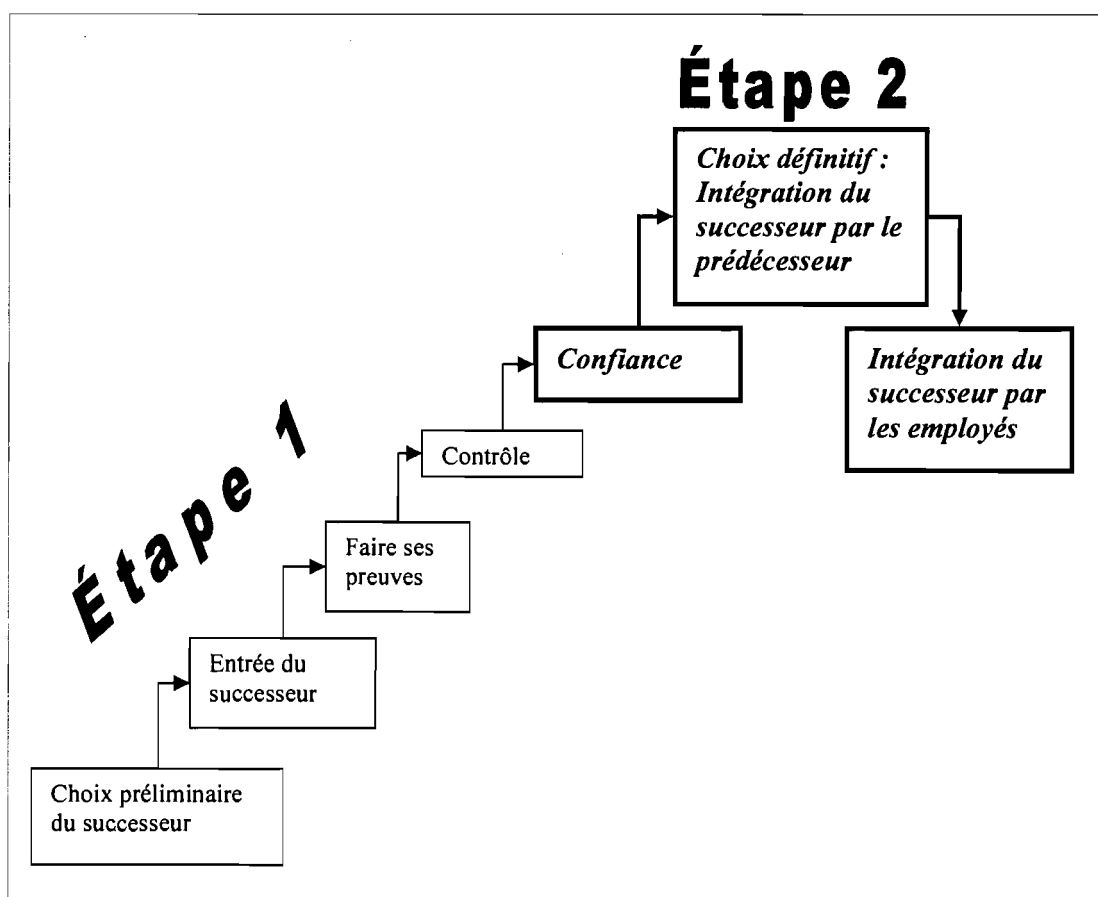 Étape 2
Choix définitif :
Intégration du
successeur par le
prédécesseur
Confiance
Intégration du
successeur par
les employés
Étape 1
Contrôle
Faire ses
preuves
Entrée du
successeur
Choix préliminaire
du successeur